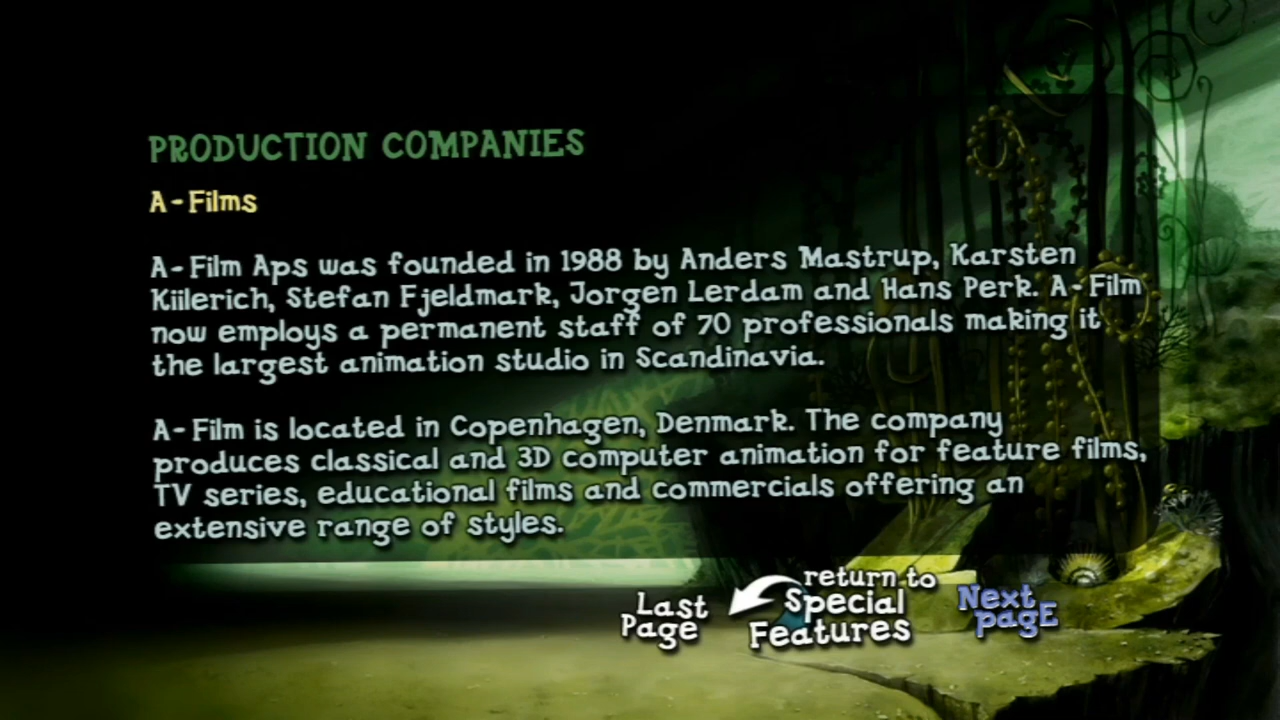 PRODUCTION COMPANIES
A-Films
A-Film Aps was founded in 1988 by Anders Mastrup, Karsten
Kiilerich, Stefan Fjeldmark, Jorgen Lerdam and Hans Perk. A-Film
now employs a permanent staff of 70 professionals making it
the largest animation studio in Scandinavia.
A-Film is located in Copenhagen, Denmark. The company
produces classical and 3D computer animation for feature films,
TV series, educational films and commercials offering an
extensive range of styles.
Last
Page
return to
Special
Features
Next
pagE